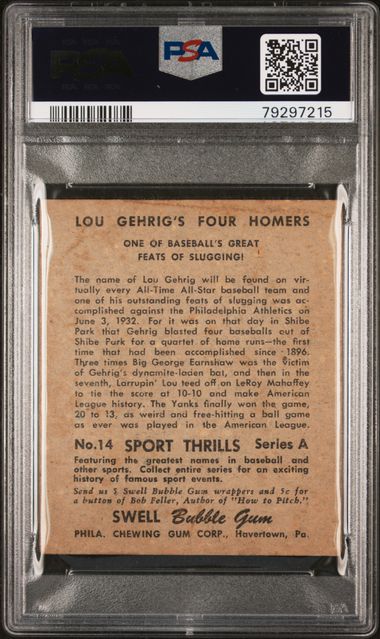 PSA
PSA
79297215
LOU GEHRIG'S FOUR HOMERS
ONE OF BASEBALL'S GREAT
FEATS OF SLUGGING!
The name of Lou Gehrig will be found on vir-
tually every All-Time All-Star baseball team and
one of his outstanding feats of slugging was ac-
complished against the Philadelphia Athletics on
June 3, 1932. For it was on that day in Shibe
Park that Gehrig blasted four baseballs out of
Shibe Park for a quartet of home runs—the first
time that had been accomplished since 1896.
Three times Big George Earnshaw was the victim
of Gehrig's dynamite-laden bat, and then in the
seventh, Larrupin' Lou teed off on LeRoy Mahaffey
to tie the score at 10-10 and make American
League history. The Yanks finally won the game,
20 to 13, as weird and free-hitting a ball game
as ever was played in the American League.
No.14 SPORT THRILLS Series A
Featuring the greatest names in baseball and
other sports. Collect entire series for an exciting
history of famous sport events.
Send us 5 Swell Bubble Gum wrappers and 5c for
a button of Bob Feller, Author of "How to Pitch."
SWELL Bubble Gum
PHILA. CHEWING GUM CORP., Havertown, Pa.